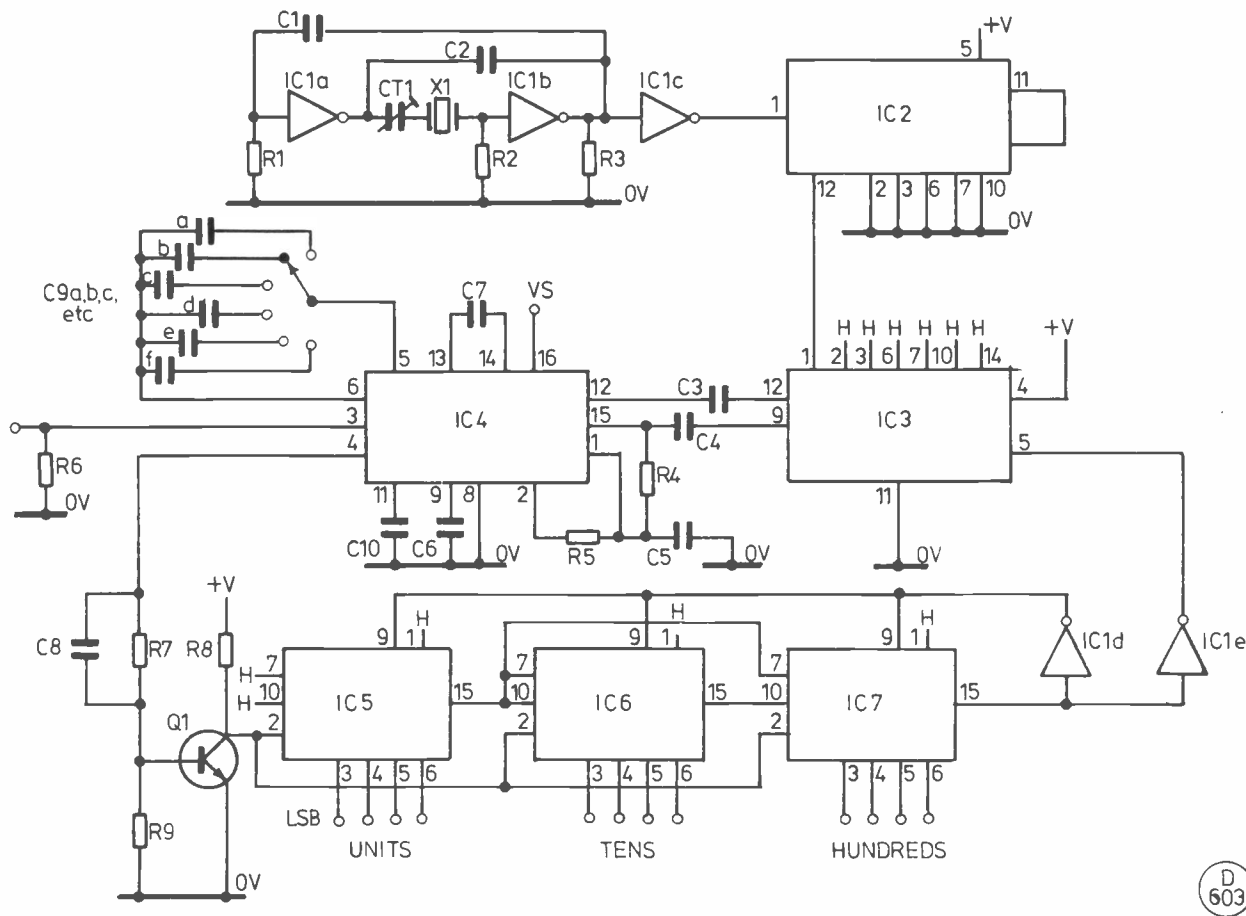 C1
C2
+V
IC1a
CT1
X1
IC1b
IC1c
5
11
1
IC2
R1
R2
R3
0V
12
2
3
6
7
10
0V
a
b
c
d
e
f
C9a,b,c,
etc
C7
VS
5
13
14
16
6
3
4
IC4
12
15
1
C3
C4
12
9
1
H H H H H H
2 3 6 7 10 14
+V
4
IC3
5
R6
0V
11
9
8
2
R4
11
C10
C6
0V
R5
C5
0V
0V
+V
C8
R7
R8
H
9
1
H 7
H 10
2
IC5
15
H
9
1
7
10
2
IC6
15
H
9
1
7
10
2
IC7
15
IC1d
IC1e
Q1
3 4 5 6
3 4 5 6
3 4 5 6
LSB
R9
UNITS
TENS
HUNDREDS
0V
D
603